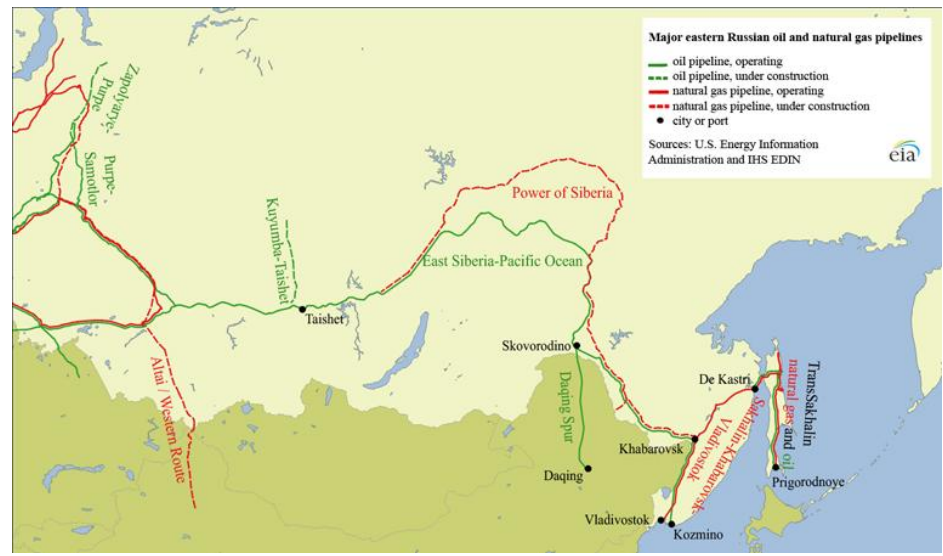 Major eastern Russian oil and natural gas pipelines
oil pipeline, operating
oil pipeline, under construction
natural gas pipeline, operating
natural gas pipeline, under construction
city or port
Sources: U.S. Energy Information
Administration and IHS EDIN
eia
Zapolyarye-
Purpe
Purpe-
Samotlor
Power of Siberia
Kuyumba-Taishet
East Siberia-Pacific Ocean
Taishet
Skovorodino
Altai / Western Route
Daqing Spur
De Kastri
TransSakhalin
natural gas and oil
Sakhalin-Khabarovsk-
Vladivostok
Khabarovsk
Daqing
Prigorodnoye
Vladivostok
Kozmino